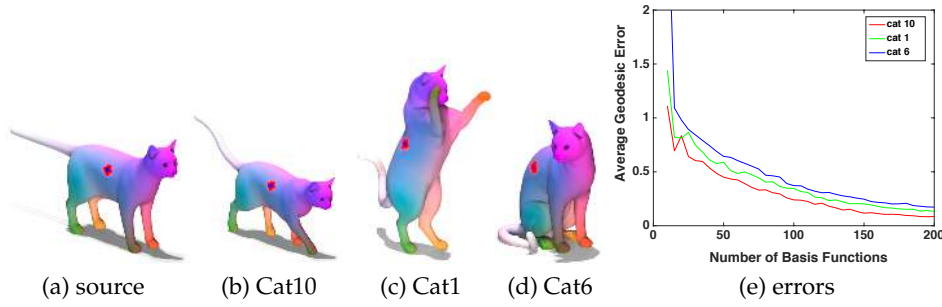 2
1.5
1
0.5
0
0 50 100 150 200
Average Geodesic Error
Number of Basis Functions
cat 10
cat 1
cat 6
(a) source (b) Cat10 (c) Cat1 (d) Cat6 (e) errors